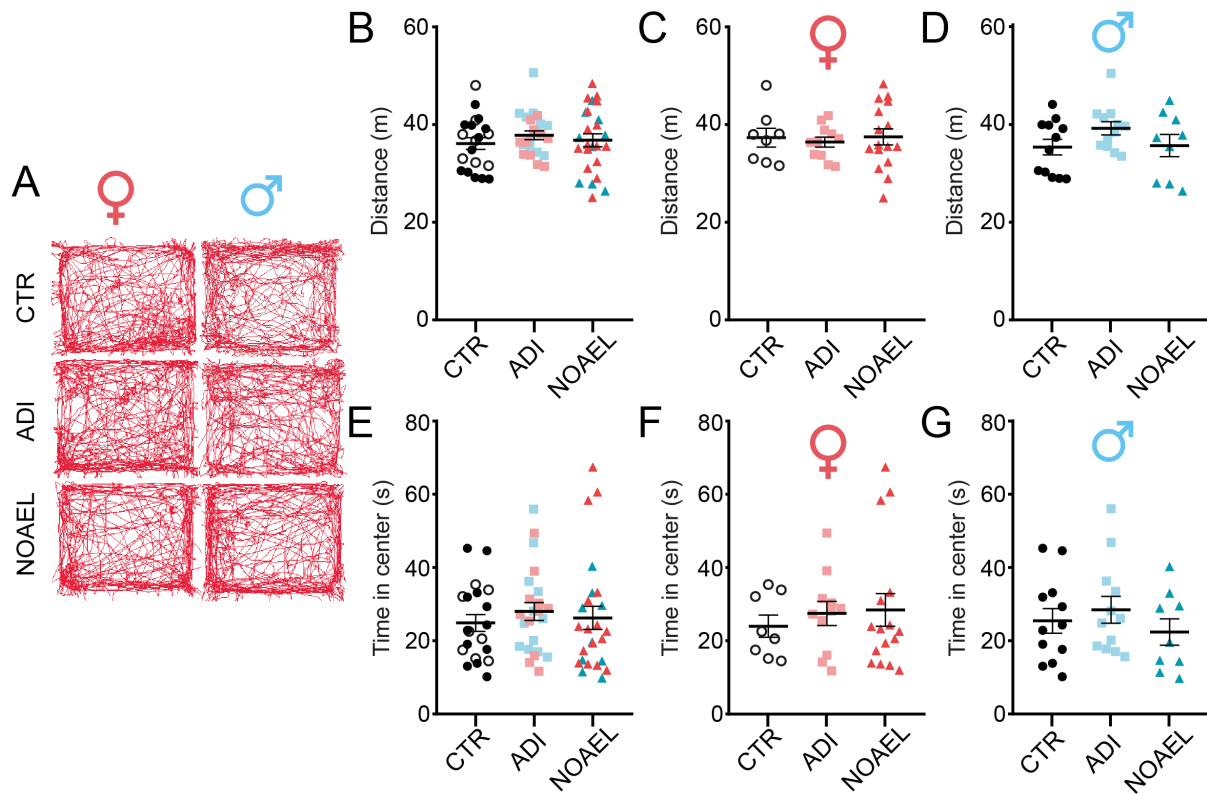 A
CTR
ADI
NOAEL
B
Distance (m)
60
40
20
0
CTR
ADI
NOAEL
C
♀
Distance (m)
60
40
20
0
CTR
ADI
NOAEL
D
♂
Distance (m)
60
40
20
0
CTR
ADI
NOAEL
E
Time in center (s)
80
60
40
20
0
CTR
ADI
NOAEL
F
♀
Time in center (s)
80
60
40
20
0
CTR
ADI
NOAEL
G
♂
Time in center (s)
80
60
40
20
0
CTR
ADI
NOAEL